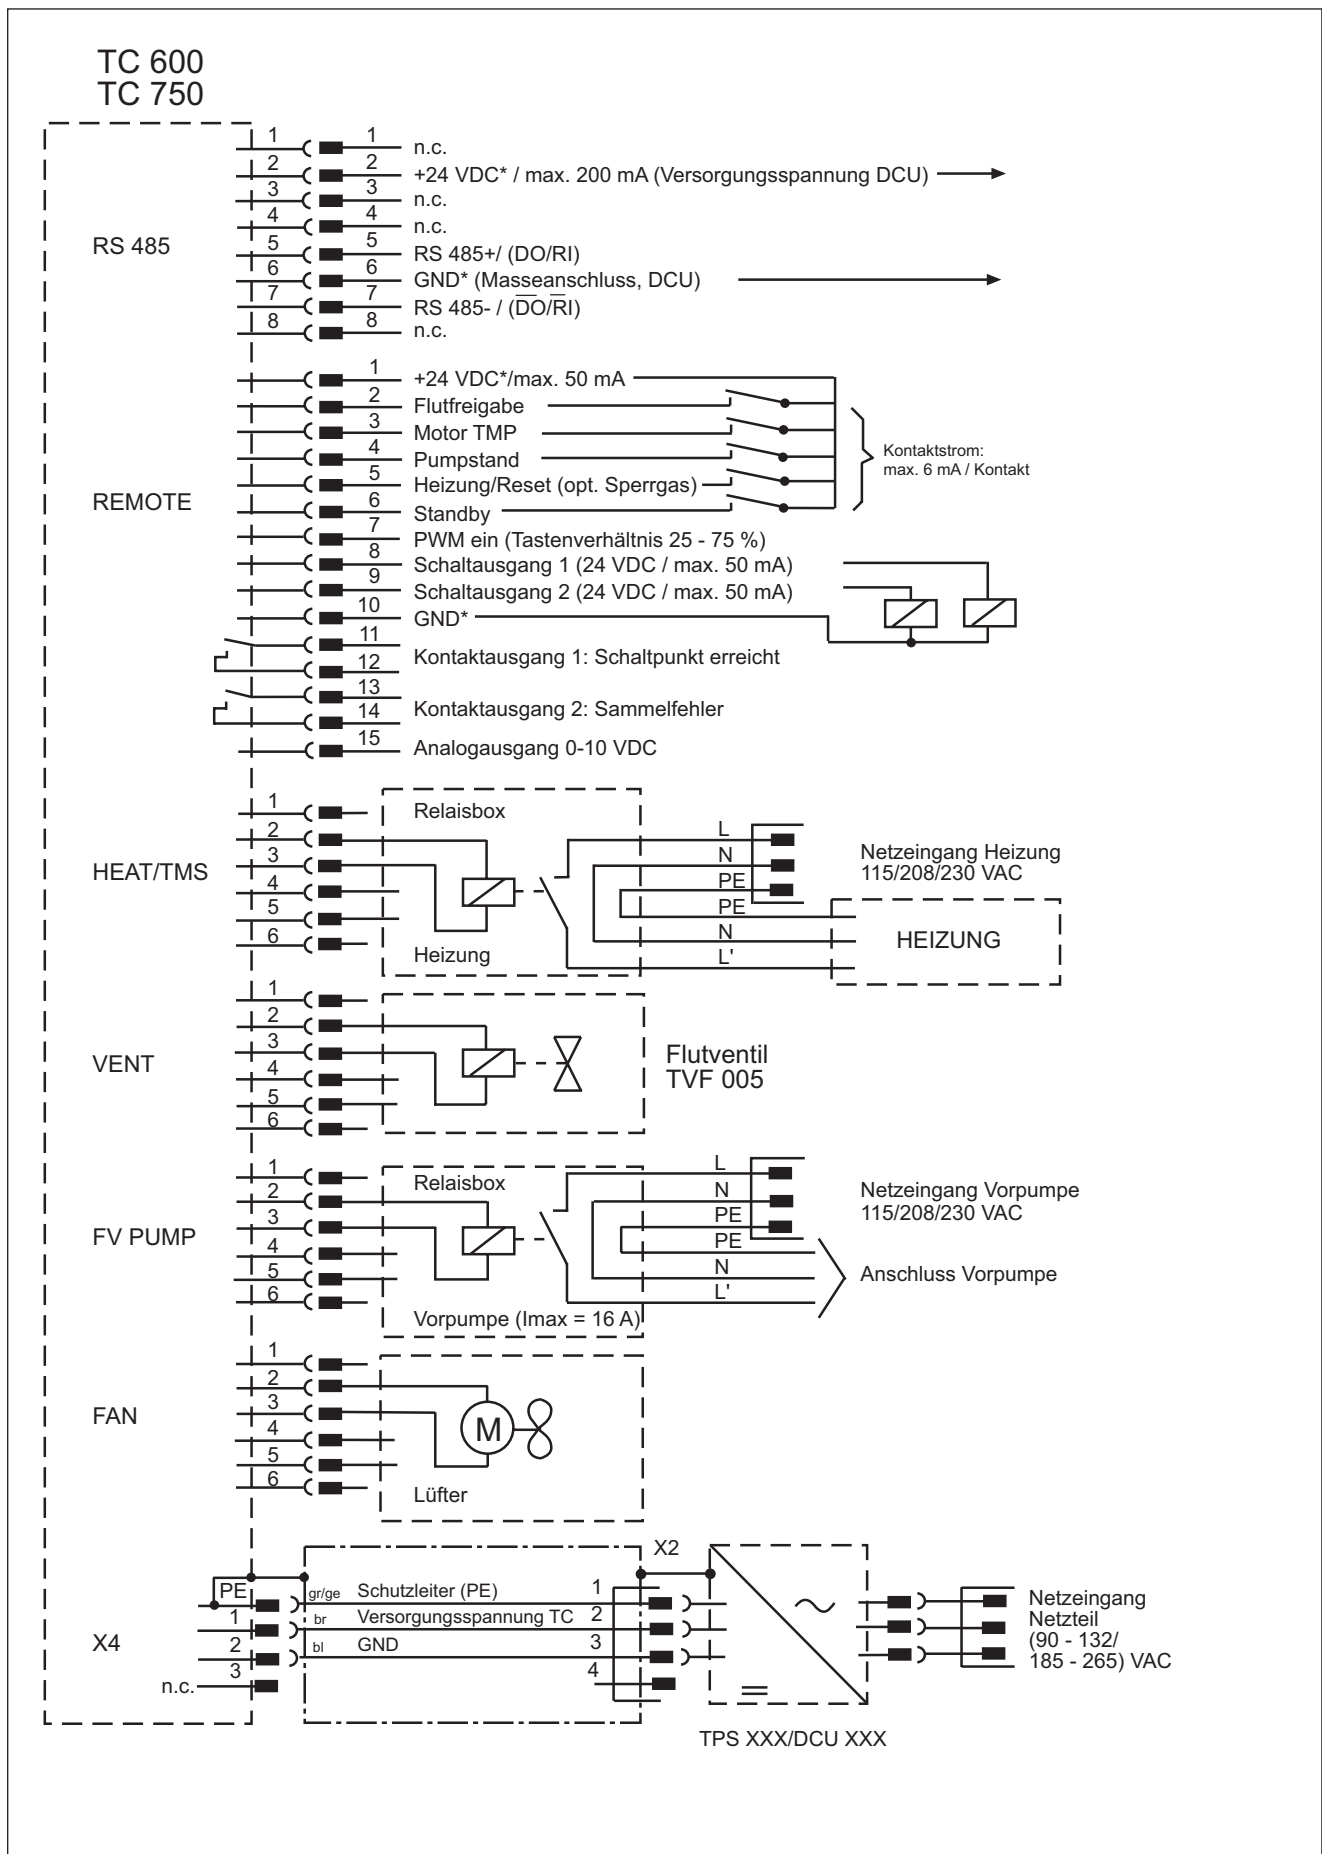 TC 600
TC 750
RS 485
1 1 n.c.
2 2 +24 VDC* / max. 200 mA (Versorgungsspannung DCU)
3 3 n.c.
4 4 n.c.
5 5 RS 485+/ (DO/RI)
6 6 GND* (Masseanschluss, DCU)
7 7 RS 485- / (D̅O̅/R̅I)
8 8 n.c.
REMOTE
1 +24 VDC*/max. 50 mA
2 Flutfreigabe
3 Motor TMP
4 Pumpstand
5 Heizung/Reset (opt. Sperrgas)
6 Standby
Kontaktstrom:
max. 6 mA / Kontakt
7 PWM ein (Tastenverhältnis 25 - 75 %)
8 Schaltausgang 1 (24 VDC / max. 50 mA)
9 Schaltausgang 2 (24 VDC / max. 50 mA)
10 GND*
11
Kontaktausgang 1: Schaltpunkt erreicht
12
13
Kontaktausgang 2: Sammelfehler
14
15 Analogausgang 0-10 VDC
HEAT/TMS
1
2
3
4
5
6
Relaisbox
Heizung
L
N
PE
PE
N
L'
Netzeingang Heizung
115/208/230 VAC
HEIZUNG
VENT
1
2
3
4
5
6
Flutventil
TVF 005
FV PUMP
1
2
3
4
5
6
Relaisbox
Vorpumpe (Imax = 16 A)
L
N
PE
PE
N
L'
Netzeingang Vorpumpe
115/208/230 VAC
Anschluss Vorpumpe
FAN
1
2
3
4
5
6
M
Lüfter
X4
X2
PE gr/ge Schutzleiter (PE) 1
1 br Versorgungsspannung TC 2
2 bl GND 3
n.c. 3 4
Netzeingang
Netzteil
(90 - 132/
185 - 265) VAC
TPS XXX/DCU XXX